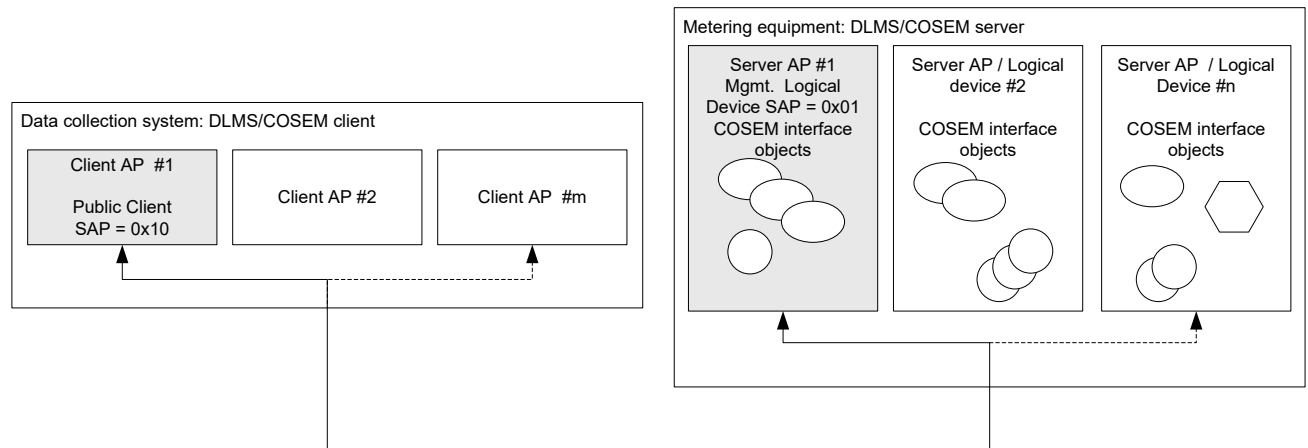 Data collection system: DLMS/COSEM client
Client AP  #1
Public Client
SAP = 0x10
Client AP #2
Client AP  #m
Metering equipment: DLMS/COSEM server
Server AP #1
Mgmt.  Logical
Device SAP = 0x01
COSEM interface
objects
Server AP / Logical
device #2
COSEM interface
objects
Server AP  / Logical
Device #n
COSEM interface
objects